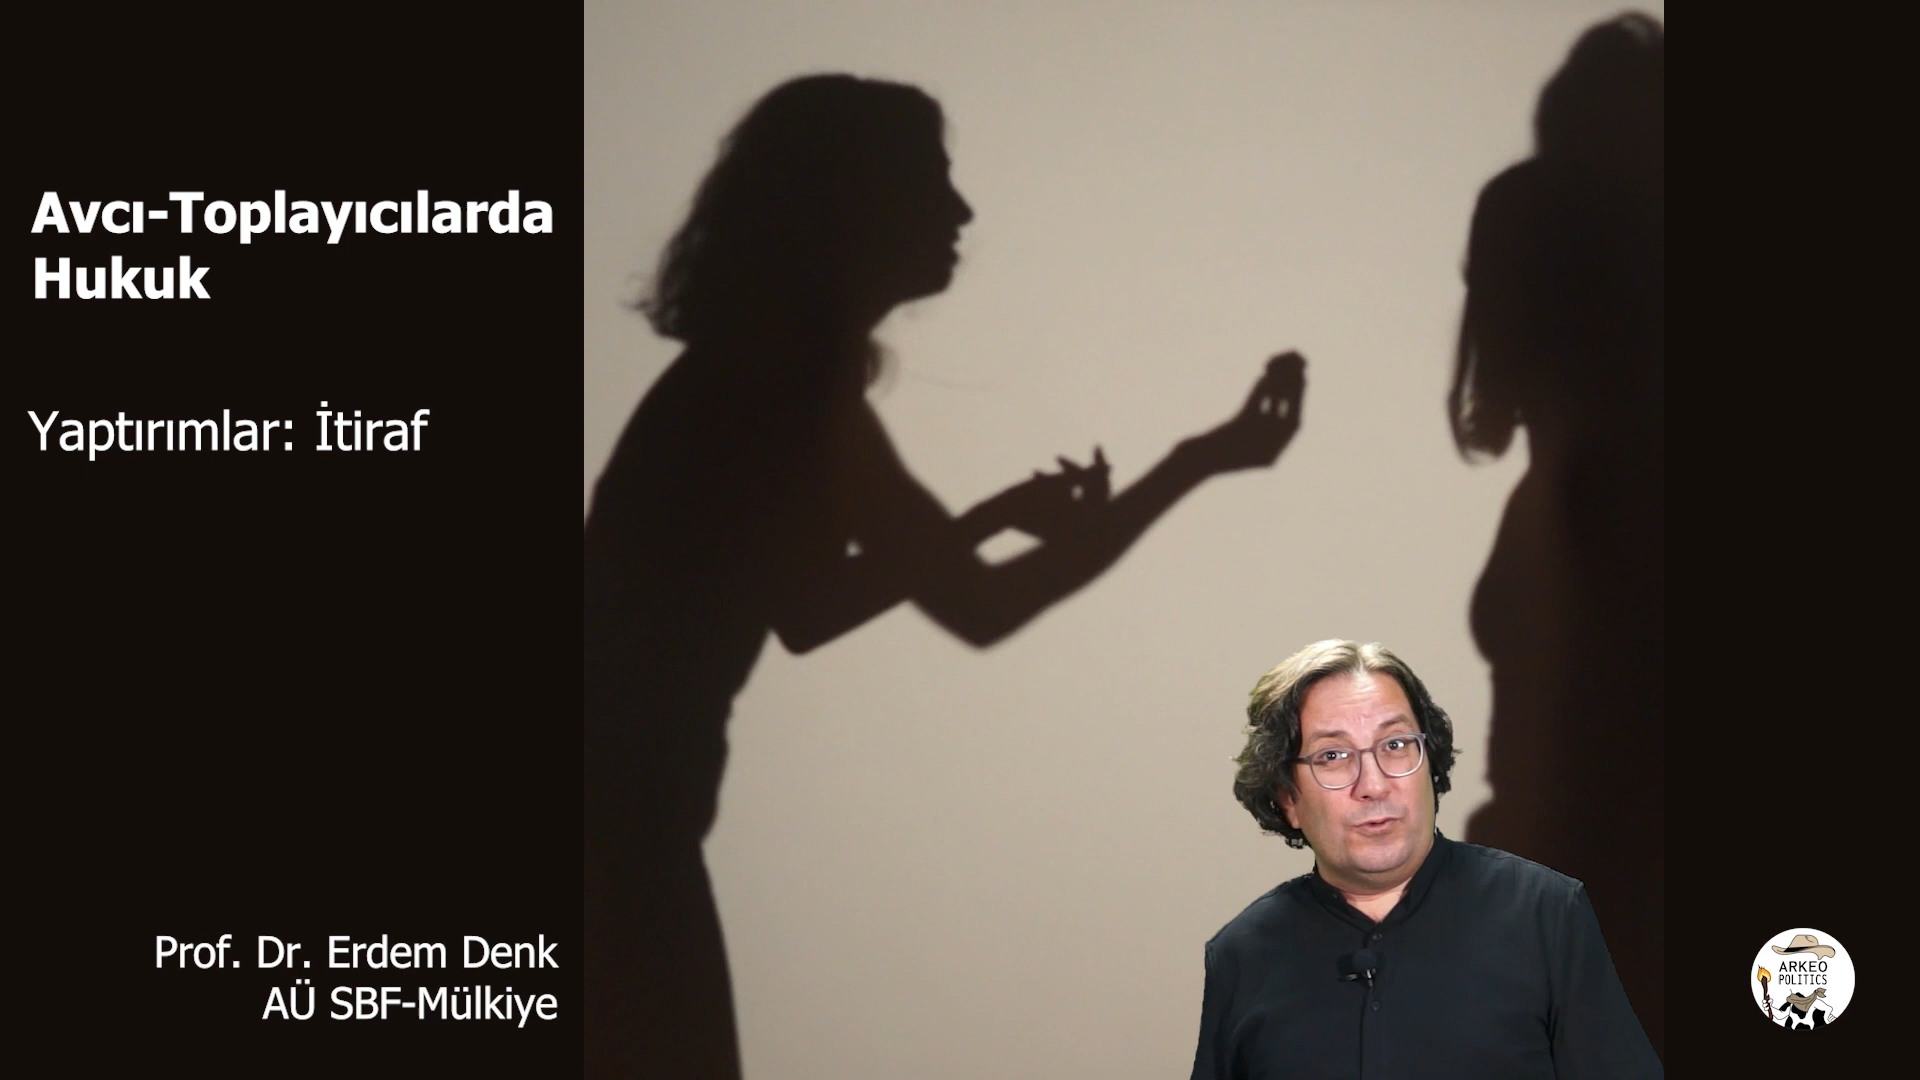 Avcı-Toplayıcılarda
Hukuk
Yaptırımlar: İtiraf
Prof. Dr. Erdem Denk
AÜ SBF-Mülkiye
ARKEO
POLITICS